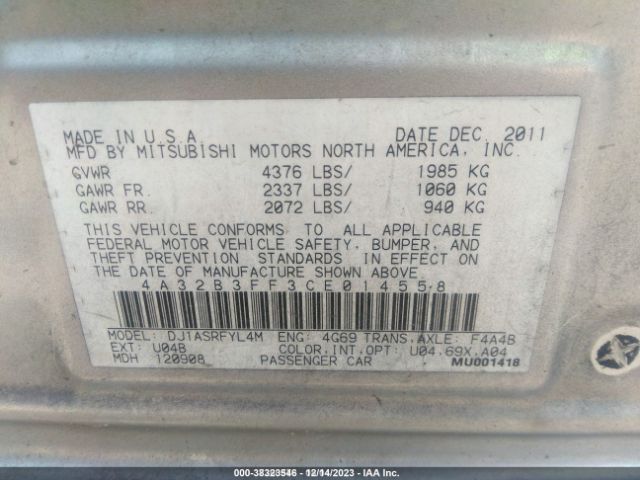 MADE IN U.S.A. DATE DEC. 2011
MFD BY MITSUBISHI MOTORS NORTH AMERICA, INC.
GVWR 4376 LBS/ 1985 KG
GAWR FR. 2337 LBS/ 1060 KG
GAWR RR. 2072 LBS/ 940 KG
THIS VEHICLE CONFORMS TO ALL APPLICABLE
FEDERAL MOTOR VEHICLE SAFETY, BUMPER, AND
THEFT PREVENTION STANDARDS IN EFFECT ON
THE DATE OF MANUFACTURE SHOWN ABOVE.
4A32B3FF3CE014558
MODEL: DJ1ASRFYL4M ENG: 4G69 TRANS.AXLE: F4A4B
EXT: U04B COLOR.INT.OPT: U04.69X.A04
MDH 120908 PASSENGER CAR MU001418
000-38323546 - 12/14/2023 - IAA Inc.